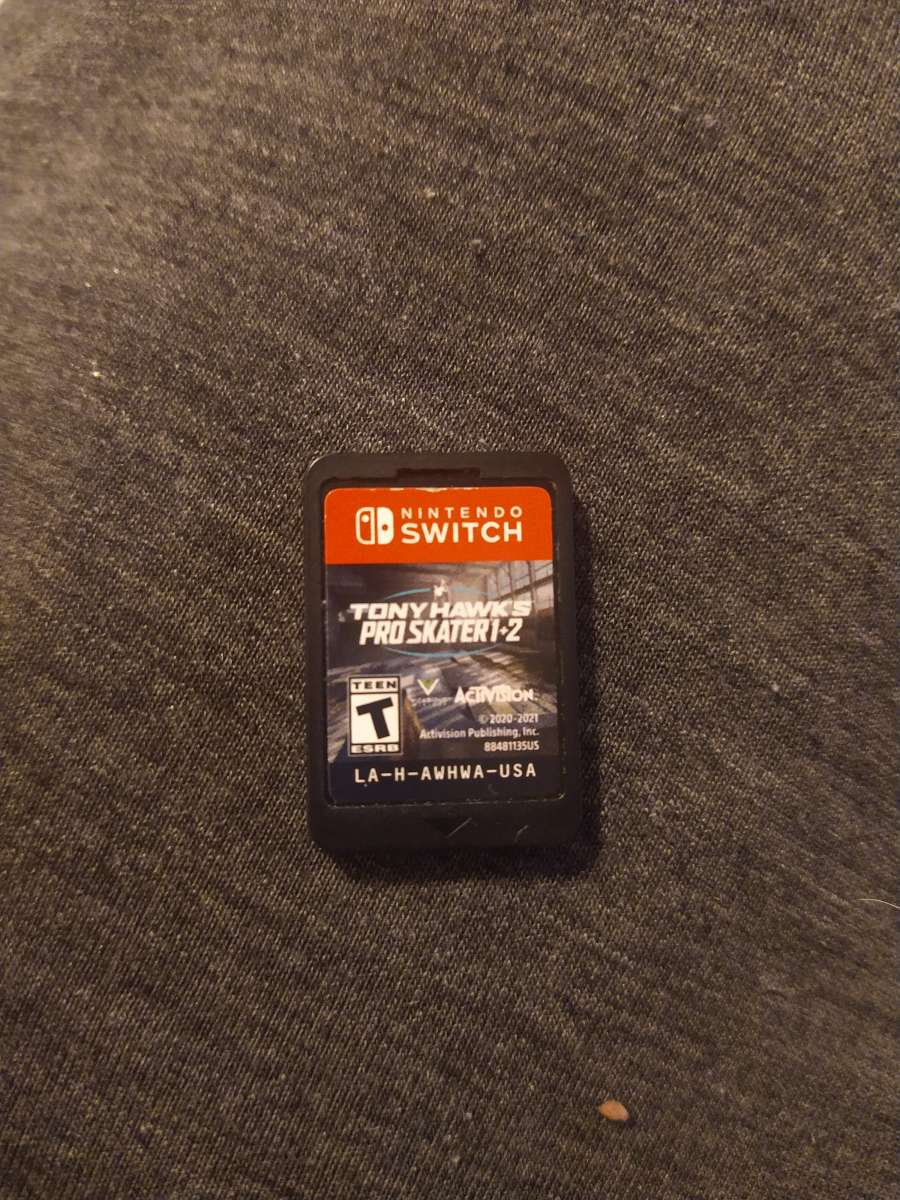 NINTENDO
SWITCH
TONY HAWK'S
PRO SKATER 1+2
TEEN
T
ESRB
ACTIVISION
© 2020-2021
Activision Publishing, Inc.
88481135US
LA-H-AWHWA-USA